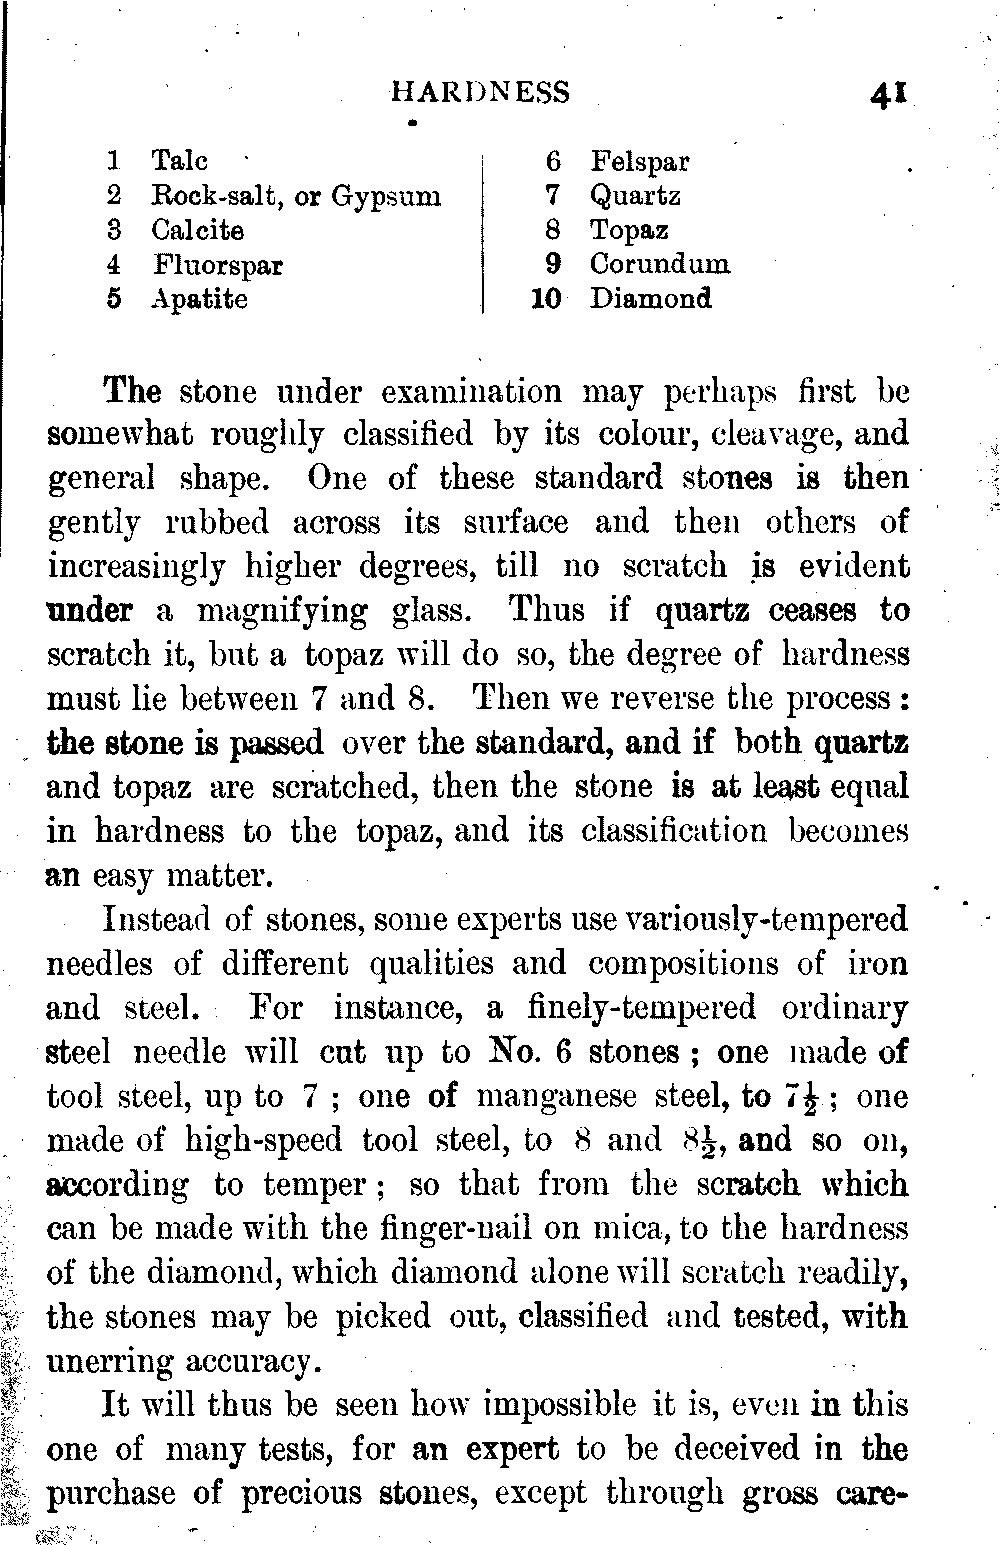 HARDNESS 41
1 Talc 6 Felspar
2 Rock-salt, or Gypsum 7 Quartz
3 Calcite 8 Topaz
4 Fluorspar 9 Corundum
5 Apatite 10 Diamond
The stone under examination may perhaps first be
somewhat roughly classified by its colour, cleavage, and
general shape. One of these standard stones is then
gently rubbed across its surface and then others of
increasingly higher degrees, till no scratch is evident
under a magnifying glass. Thus if quartz ceases to
scratch it, but a topaz will do so, the degree of hardness
must lie between 7 and 8. Then we reverse the process :
the stone is passed over the standard, and if both quartz
and topaz are scratched, then the stone is at least equal
in hardness to the topaz, and its classification becomes
an easy matter.
Instead of stones, some experts use variously-tempered
needles of different qualities and compositions of iron
and steel. For instance, a finely-tempered ordinary
steel needle will cut up to No. 6 stones ; one made of
tool steel, up to 7 ; one of manganese steel, to 7½ ; one
made of high-speed tool steel, to 8 and 8½, and so on,
according to temper ; so that from the scratch which
can be made with the finger-nail on mica, to the hardness
of the diamond, which diamond alone will scratch readily,
the stones may be picked out, classified and tested, with
unerring accuracy.
It will thus be seen how impossible it is, even in this
one of many tests, for an expert to be deceived in the
purchase of precious stones, except through gross care-